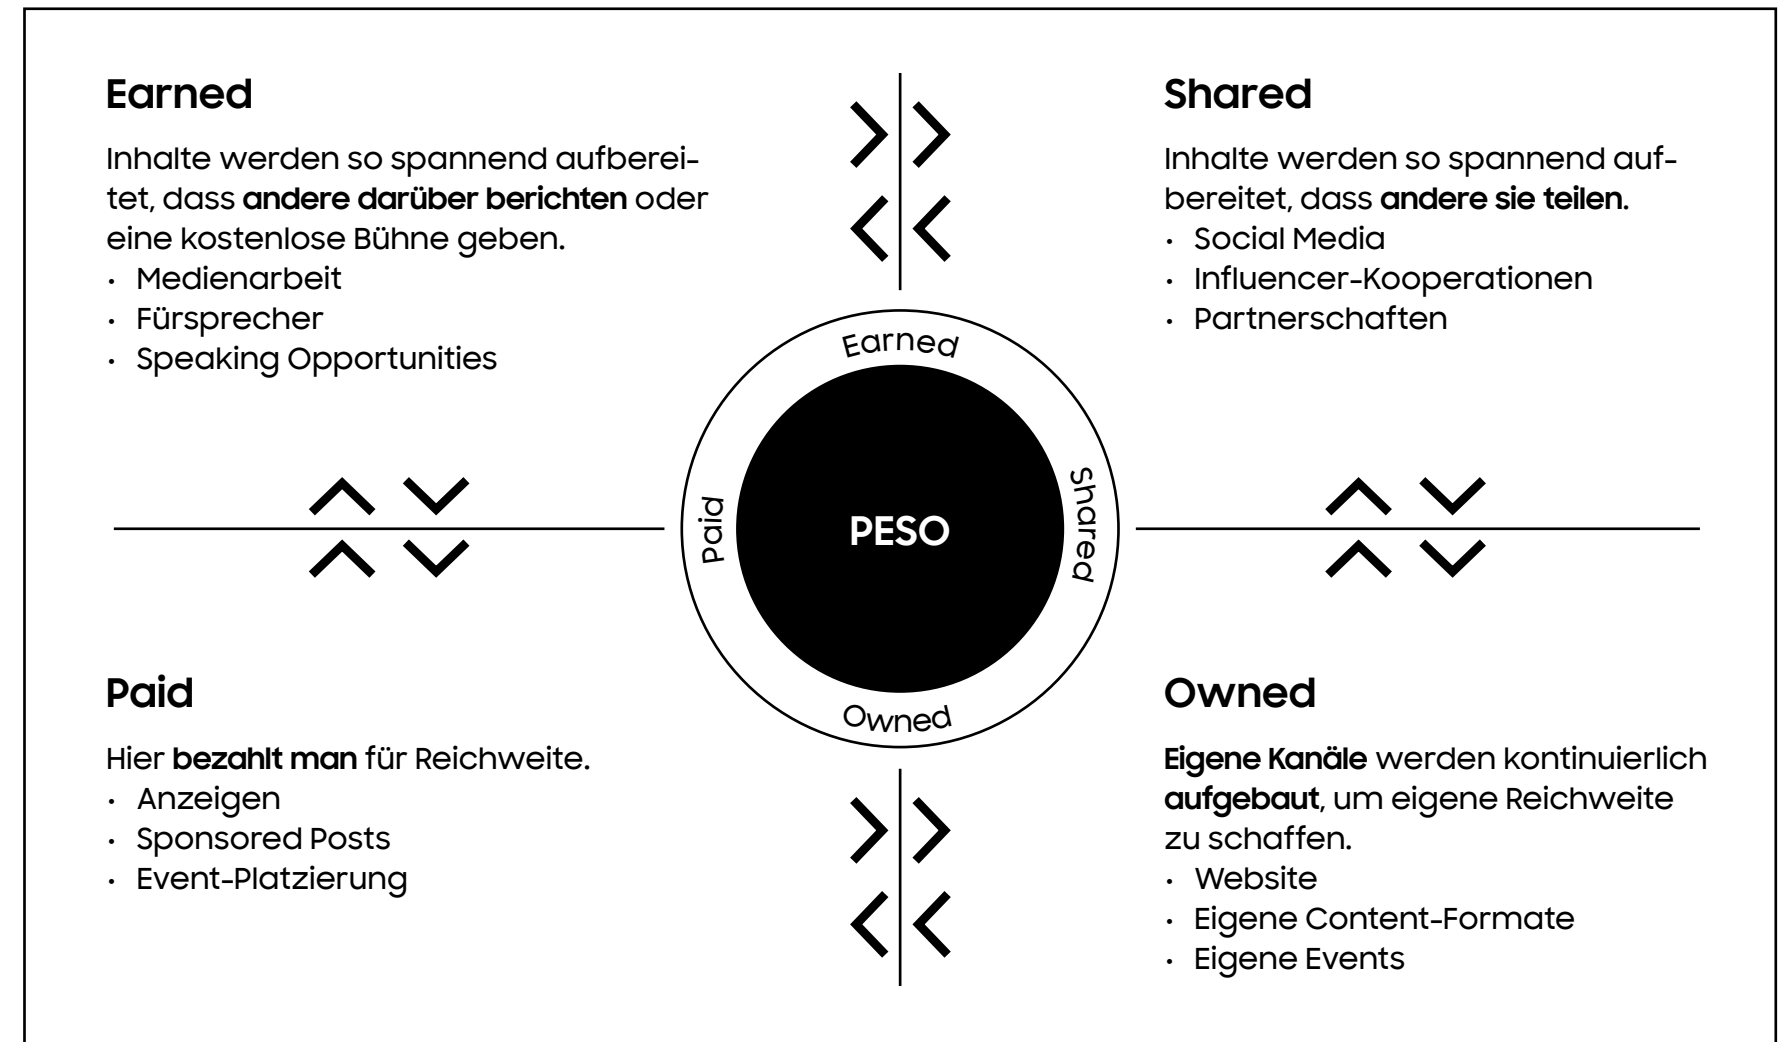 Earned
Inhalte werden so spannend aufberei-
tet, dass andere darüber berichten oder
eine kostenlose Bühne geben.
· Medienarbeit
· Fürsprecher
· Speaking Opportunities
Shared
Inhalte werden so spannend auf-
bereitet, dass andere sie teilen.
· Social Media
· Influencer-Kooperationen
· Partnerschaften
Earned
Paid
PESO
Shared
Owned
Paid
Hier bezahlt man für Reichweite.
· Anzeigen
· Sponsored Posts
· Event-Platzierung
Owned
Eigene Kanäle werden kontinuierlich
aufgebaut, um eigene Reichweite
zu schaffen.
· Website
· Eigene Content-Formate
· Eigene Events